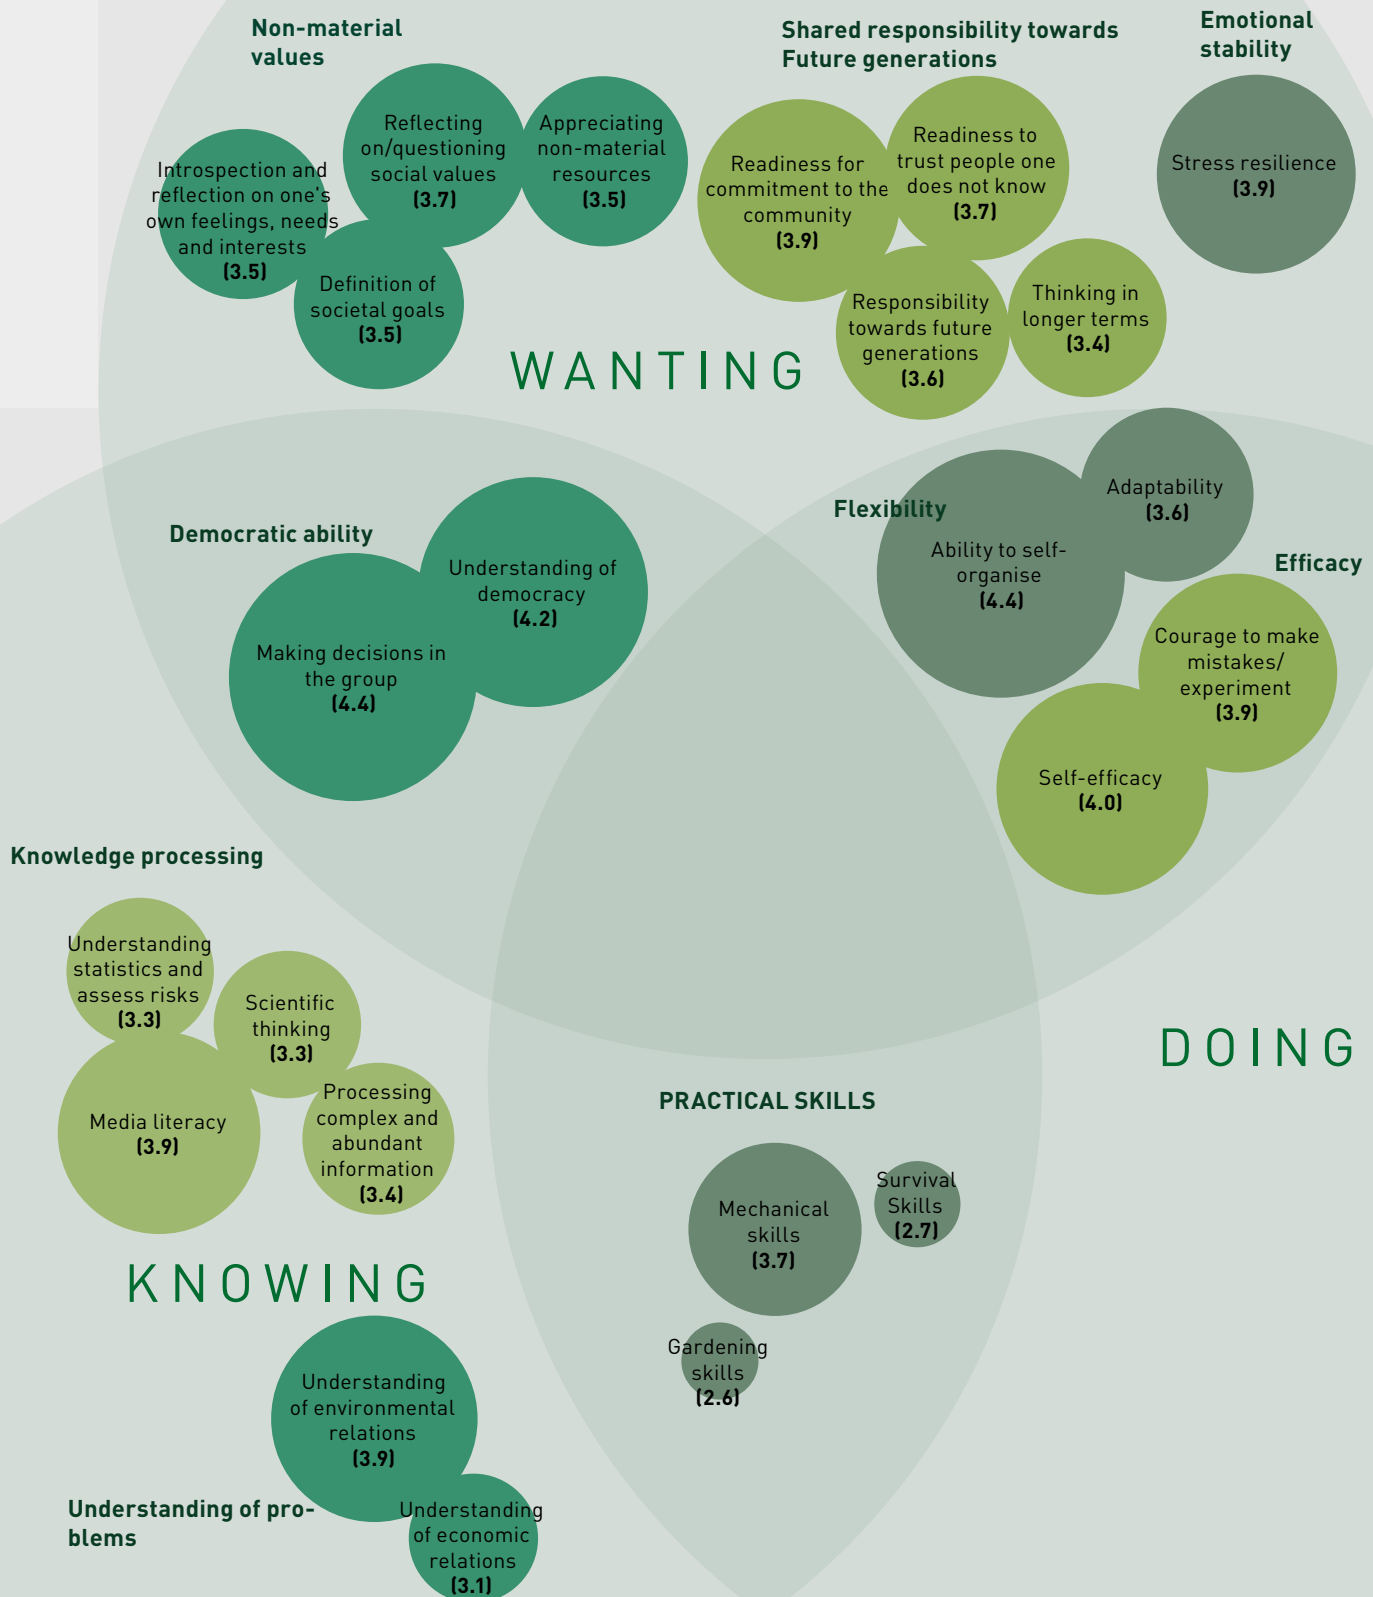 Non-material
values
Introspection and
reflection on one's
own feelings, needs
and interests
(3.5)
Reflecting
on/questioning
social values
(3.7)
Appreciating
non-material
resources
(3.5)
Definition of
societal goals
(3.5)
Shared responsibility towards
Future generations
Readiness for
commitment to the
community
(3.9)
Readiness to
trust people one
does not know
(3.7)
Responsibility
towards future
generations
(3.6)
Thinking in
longer terms
(3.4)
Emotional
stability
Stress resilience
(3.9)
WANTING
Democratic ability
Understanding of
democracy
(4.2)
Making decisions in
the group
(4.4)
Flexibility
Ability to self-
organise
(4.4)
Adaptability
(3.6)
Efficacy
Courage to make
mistakes/
experiment
(3.9)
Self-efficacy
(4.0)
Knowledge processing
Understanding
statistics and
assess risks
(3.3)
Scientific
thinking
(3.3)
Media literacy
(3.9)
Processing
complex and
abundant
information
(3.4)
DOING
PRACTICAL SKILLS
Mechanical
skills
(3.7)
Survival
Skills
(2.7)
Gardening
skills
(2.6)
KNOWING
Understanding
of environmental
relations
(3.9)
Understanding of pro-
blems
Understanding
of economic
relations
(3.1)